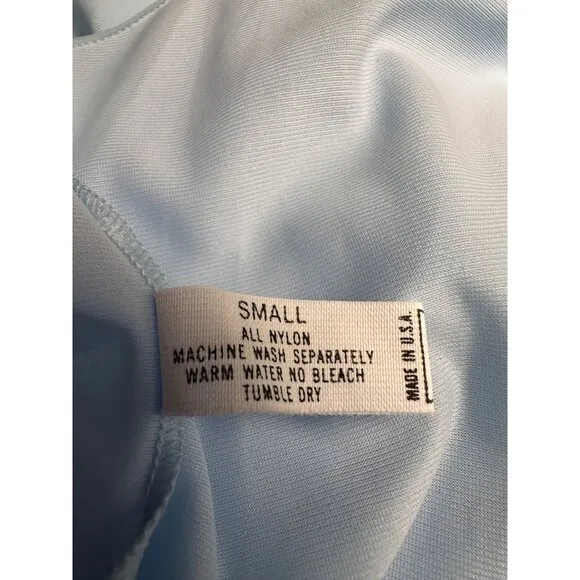 SMALL
ALL NYLON
MACHINE WASH SEPARATELY
WARM WATER NO BLEACH
TUMBLE DRY
MADE IN U.S.A.